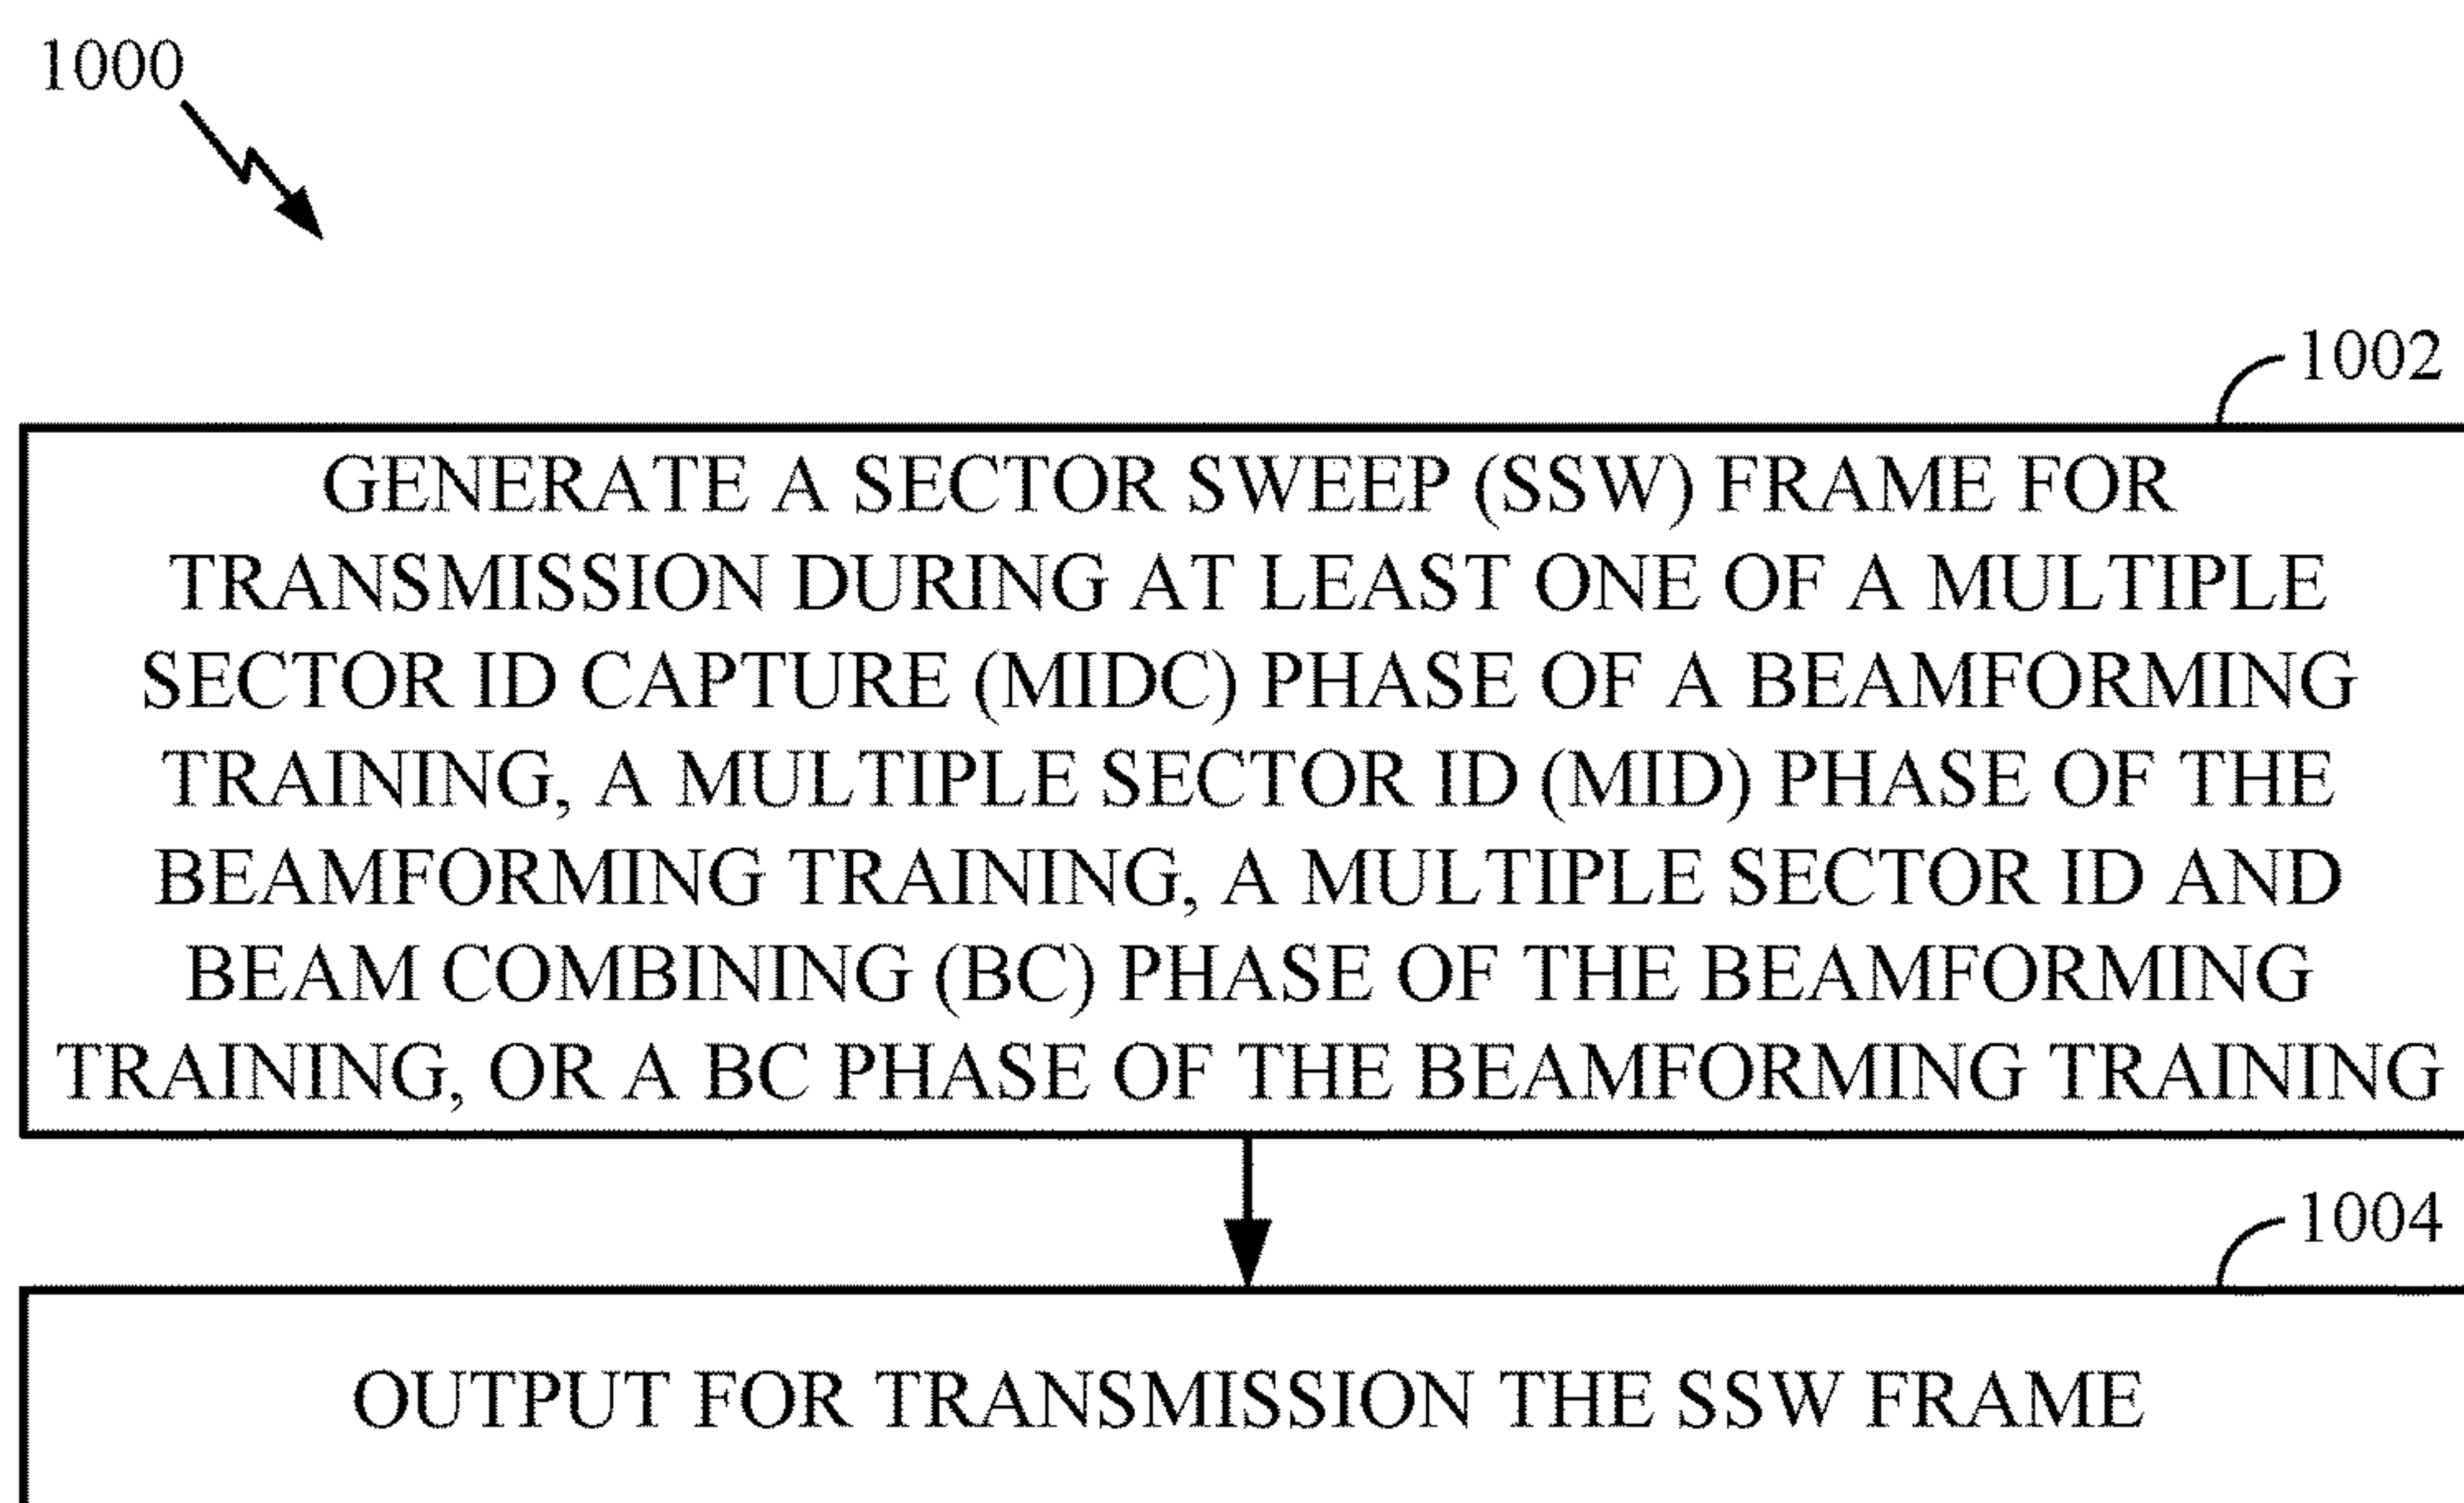 1000
1002
GENERATE A SECTOR SWEEP (SSW) FRAME FOR
TRANSMISSION DURING AT LEAST ONE OF A MULTIPLE
SECTOR ID CAPTURE (MIDC) PHASE OF A BEAMFORMING
TRAINING, A MULTIPLE SECTOR ID (MID) PHASE OF THE
BEAMFORMING TRAINING, A MULTIPLE SECTOR ID AND
BEAM COMBINING (BC) PHASE OF THE BEAMFORMING
TRAINING, OR A BC PHASE OF THE BEAMFORMING TRAINING
1004
OUTPUT FOR TRANSMISSION THE SSW FRAME